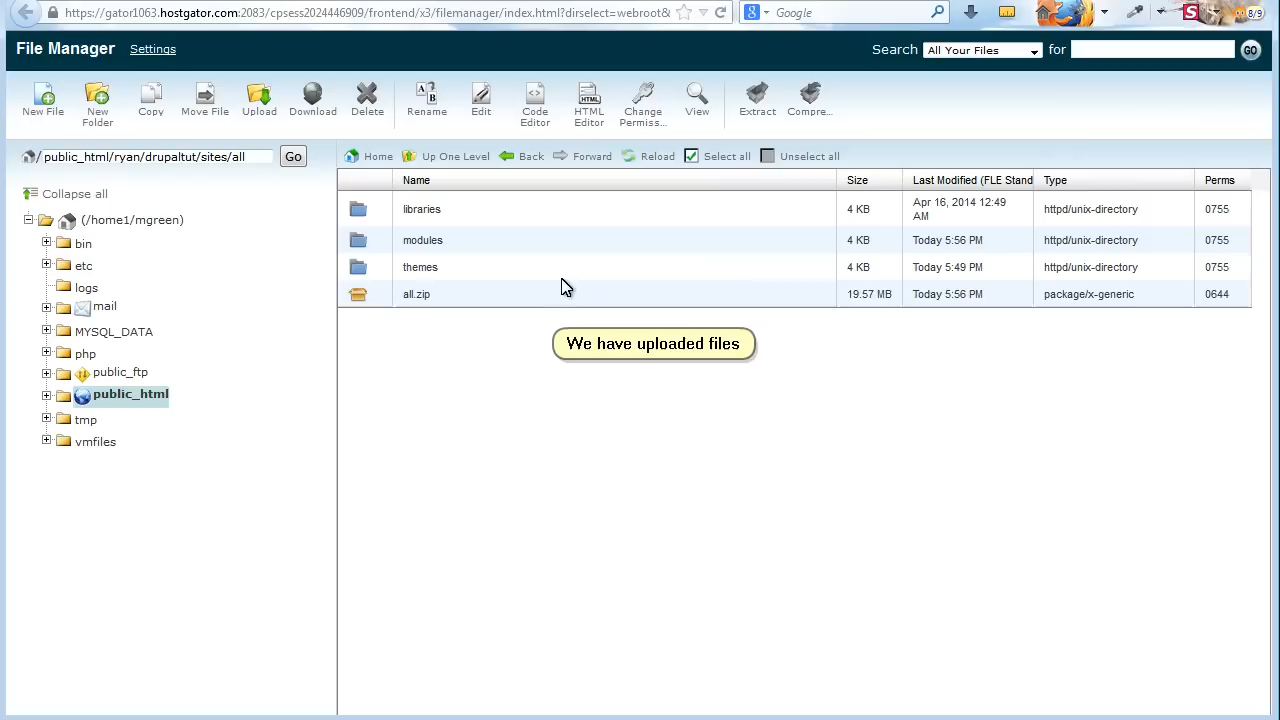 https://gator1063.hostgator.com:2083/cpsess2024446909/frontend/x3/filemanager/index.html?dirselect=webroot&
Google
8/9
File Manager
Settings
Search
All Your Files
for
GO
New File
New Folder
Copy
Move File
Upload
Download
Delete
Rename
Edit
Code Editor
HTML Editor
Change Permiss...
View
Extract
Compre...
/ public_html/ryan/drupaltut/sites/all
Go
Home
Up One Level
Back
Forward
Reload
Select all
Unselect all
Collapse all
(/home1/mgreen)
bin
etc
logs
mail
MYSQL_DATA
php
public_ftp
public_html
tmp
vmfiles
Name Size Last Modified (FLE Stand Type Perms
libraries 4 KB Apr 16, 2014 12:49 AM httpd/unix-directory 0755
modules 4 KB Today 5:56 PM httpd/unix-directory 0755
themes 4 KB Today 5:49 PM httpd/unix-directory 0755
all.zip 19.57 MB Today 5:56 PM package/x-generic 0644
We have uploaded files